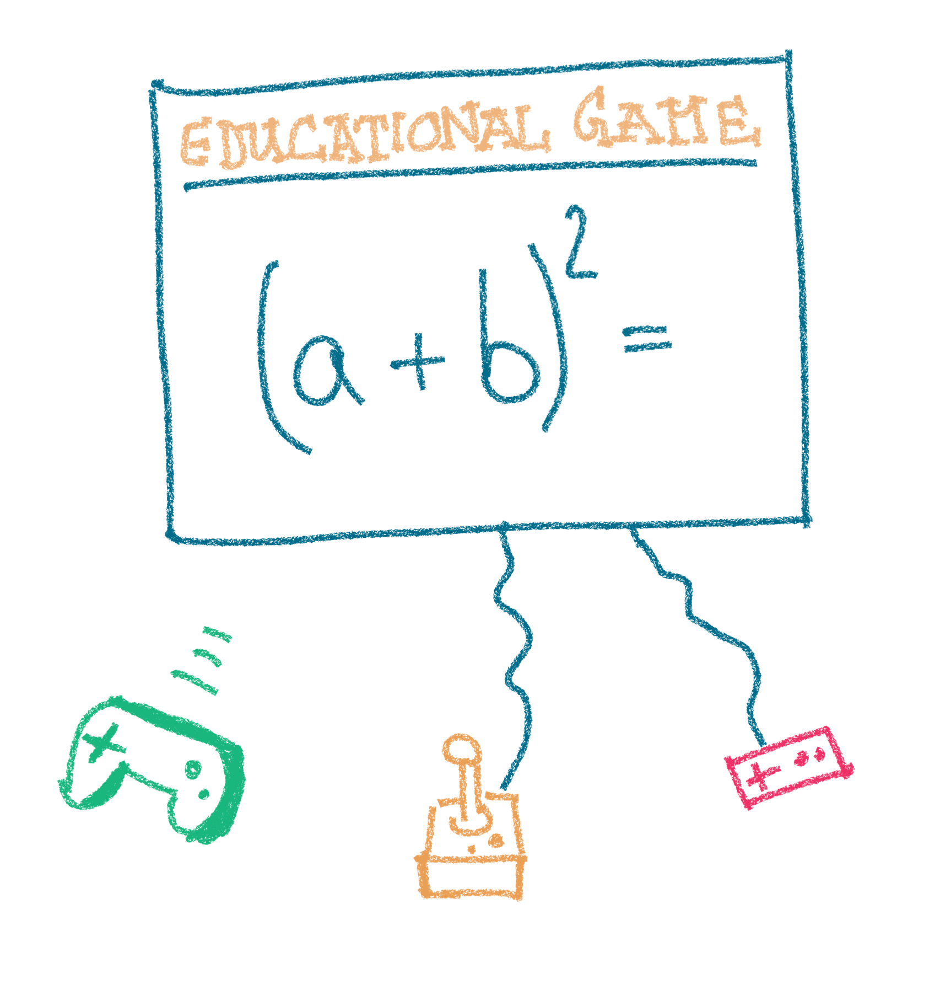 EDUCATIONAL GAME
(a + b)² =